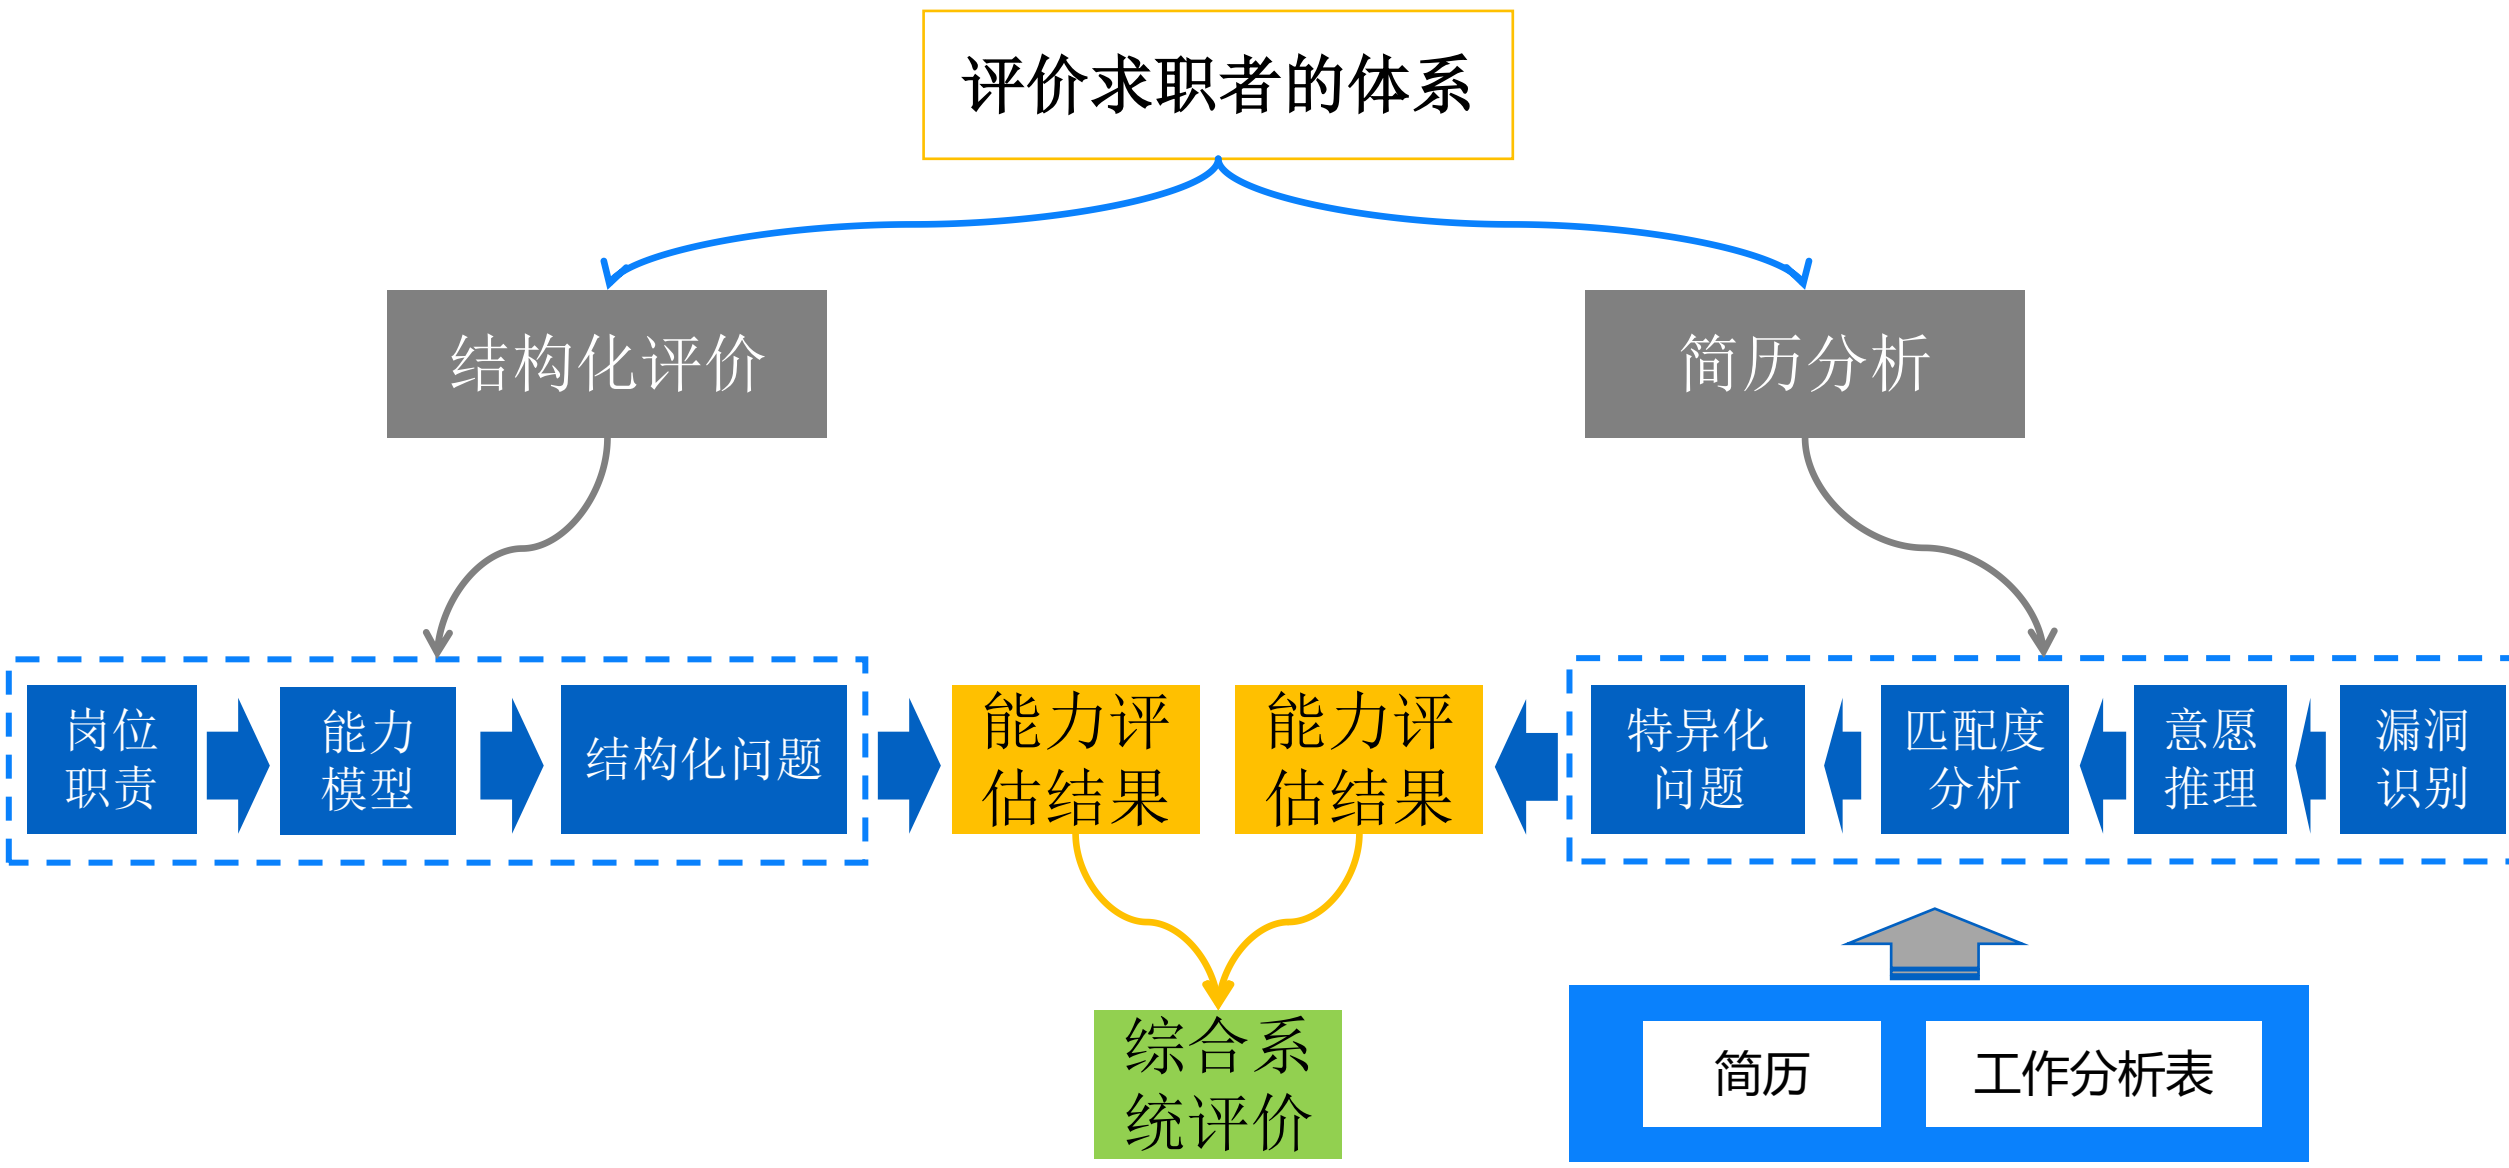 评价求职者的体系
结构化评价
简历分析
岗位
职责
能力
模型
结构化问题
能力评
估结果
能力评
估结果
特异化
问题
匹配度
分析
意愿
推理
漏洞
识别
综合系
统评价
简历
工作分析表